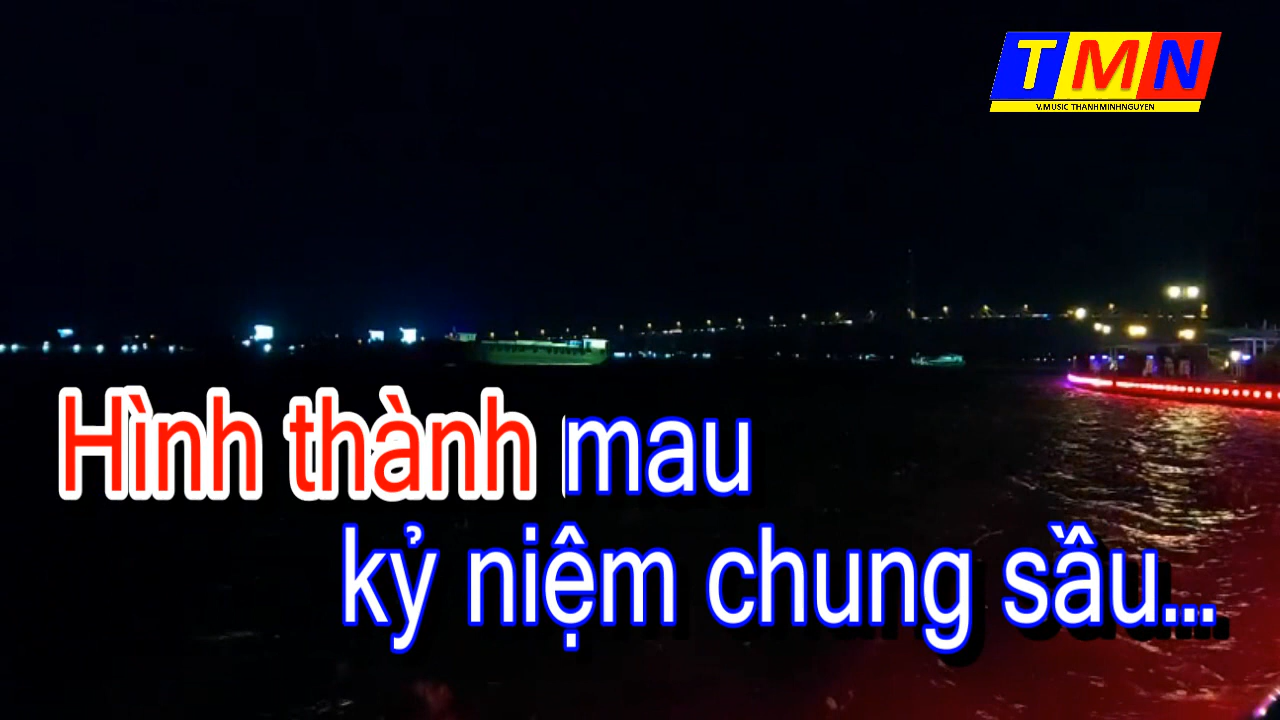 TMN
V.MUSIC THANHMINHNGUYEN
Hình thành mau
kỷ niệm chung sầu...